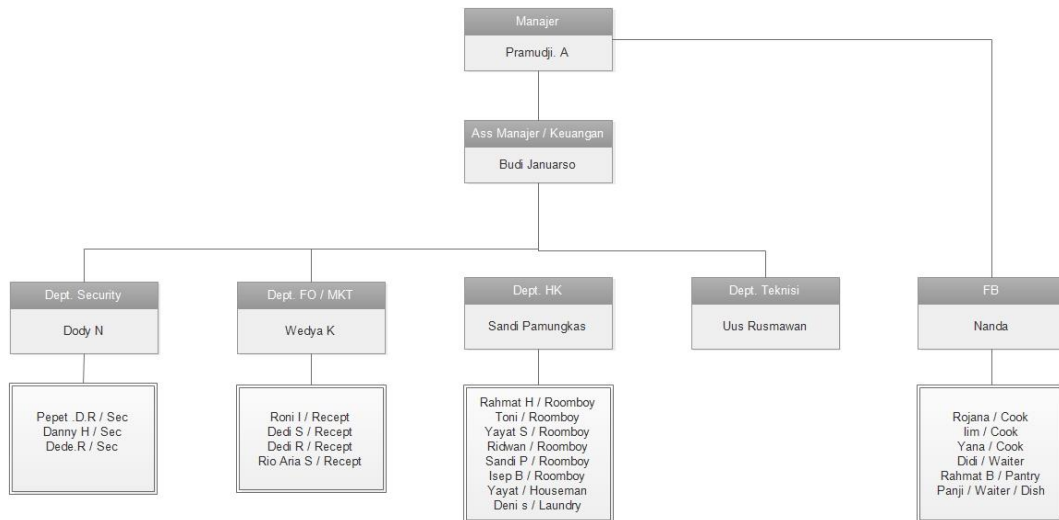 Manajer
Pramudji. A
Ass Manajer / Keuangan
Budi Januarso
Dept. Security
Dody N
Pepet .D.R / Sec
Danny H / Sec
Dede.R / Sec
Dept. FO / MKT
Wedya K
Roni I / Recept
Dedi S / Recept
Dedi R / Recept
Rio Aria S / Recept
Dept. HK
Sandi Pamungkas
Rahmat H / Roomboy
Toni / Roomboy
Yayat S / Roomboy
Ridwan / Roomboy
Sandi P / Roomboy
Isep B / Roomboy
Yayat / Houseman
Deni s / Laundry
Dept. Teknisi
Uus Rusmawan
FB
Nanda
Rojana / Cook
Iim / Cook
Yana / Cook
Didi / Waiter
Rahmat B / Pantry
Panji / Waiter / Dish